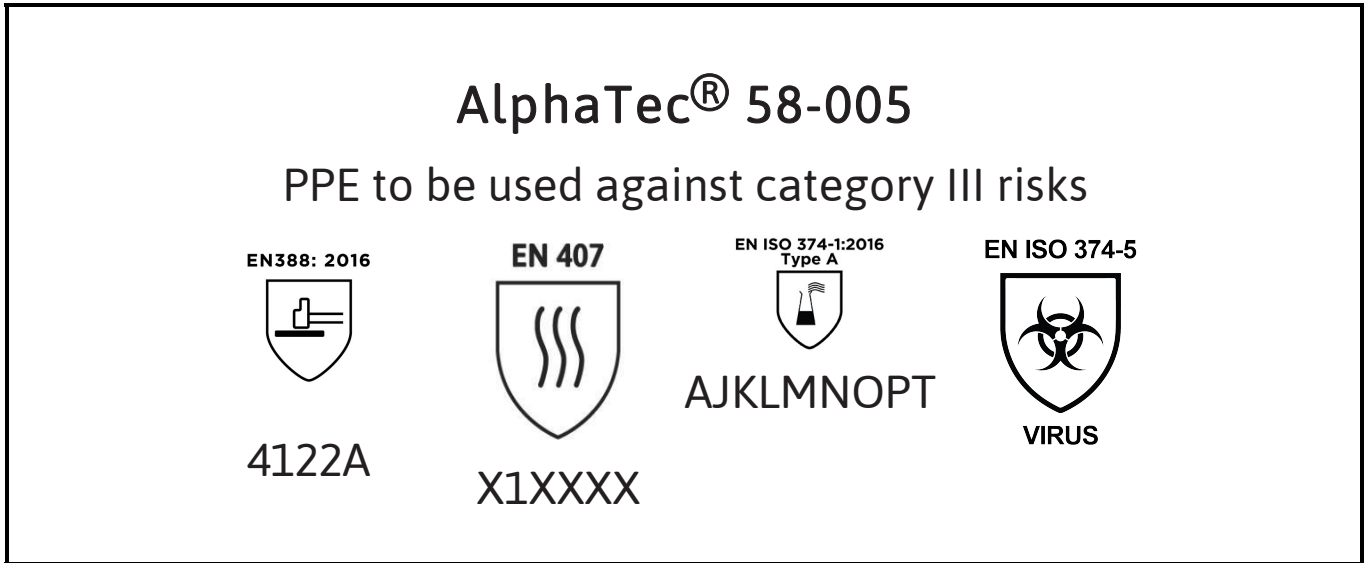 AlphaTec® 58-005
PPE to be used against category III risks
EN388: 2016
4122A
EN 407
X1XXXX
EN ISO 374-1:2016
Type A
AJKLMNOPT
EN ISO 374-5
VIRUS